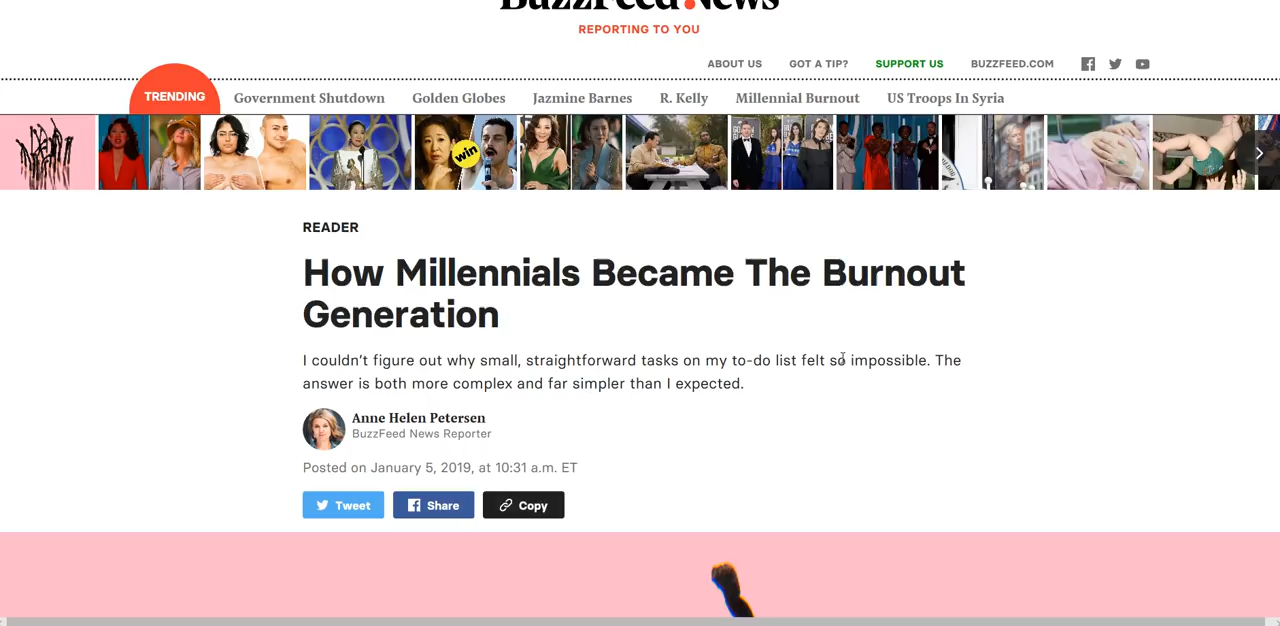 BuzzFeed News
REPORTING TO YOU
ABOUT US GOT A TIP? SUPPORT US BUZZFEED.COM
TRENDING Government Shutdown Golden Globes Jazmine Barnes R. Kelly Millennial Burnout US Troops In Syria
win
READER
How Millennials Became The Burnout
Generation
I couldn't figure out why small, straightforward tasks on my to-do list felt so impossible. The
answer is both more complex and far simpler than I expected.
Anne Helen Petersen
BuzzFeed News Reporter
Posted on January 5, 2019, at 10:31 a.m. ET
Tweet Share Copy